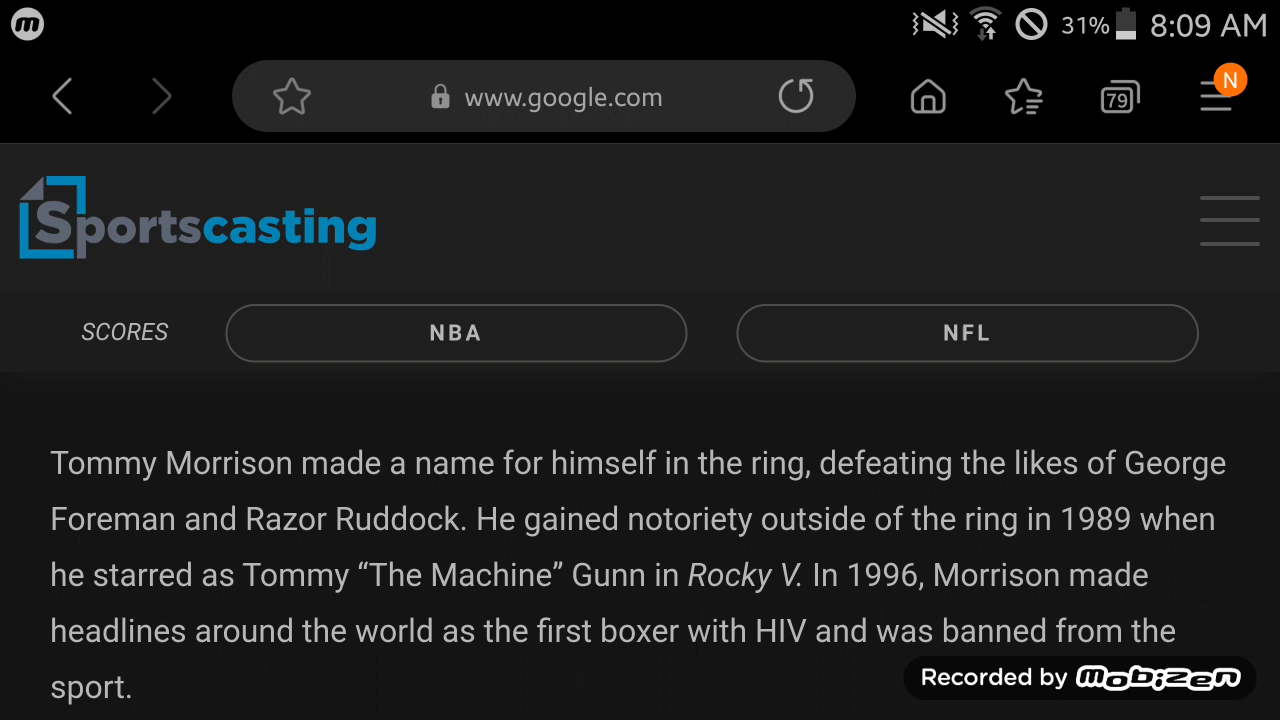 m
31% 8:09 AM
www.google.com
79
N
Sportscasting
SCORES
NBA
NFL
Tommy Morrison made a name for himself in the ring, defeating the likes of George
Foreman and Razor Ruddock. He gained notoriety outside of the ring in 1989 when
he starred as Tommy “The Machine” Gunn in Rocky V. In 1996, Morrison made
headlines around the world as the first boxer with HIV and was banned from the
sport.
Recorded by mobizen